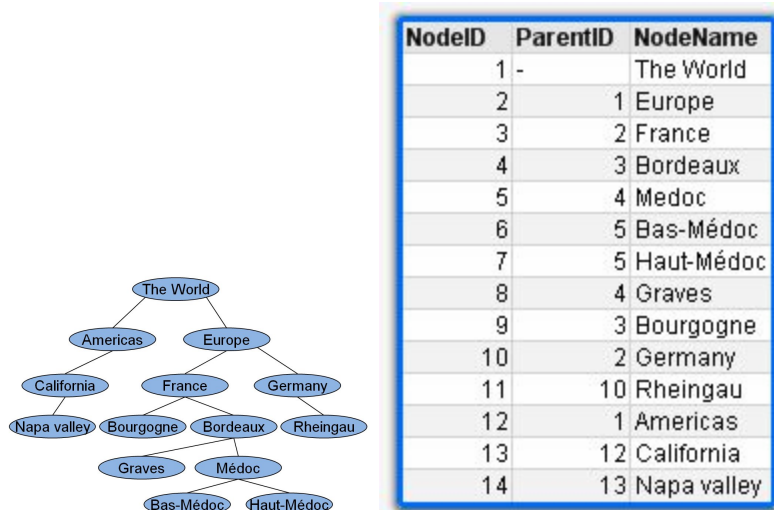 The World
Americas Europe
California France Germany
Napa valley Bourgogne Bordeaux Rheingau
Graves Médoc
Bas-Médoc Haut-Médoc
NodeID ParentID NodeName
1 - The World
2 1 Europe
3 2 France
4 3 Bordeaux
5 4 Medoc
6 5 Bas-Médoc
7 5 Haut-Médoc
8 4 Graves
9 3 Bourgogne
10 2 Germany
11 10 Rheingau
12 1 Americas
13 12 California
14 13 Napa valley